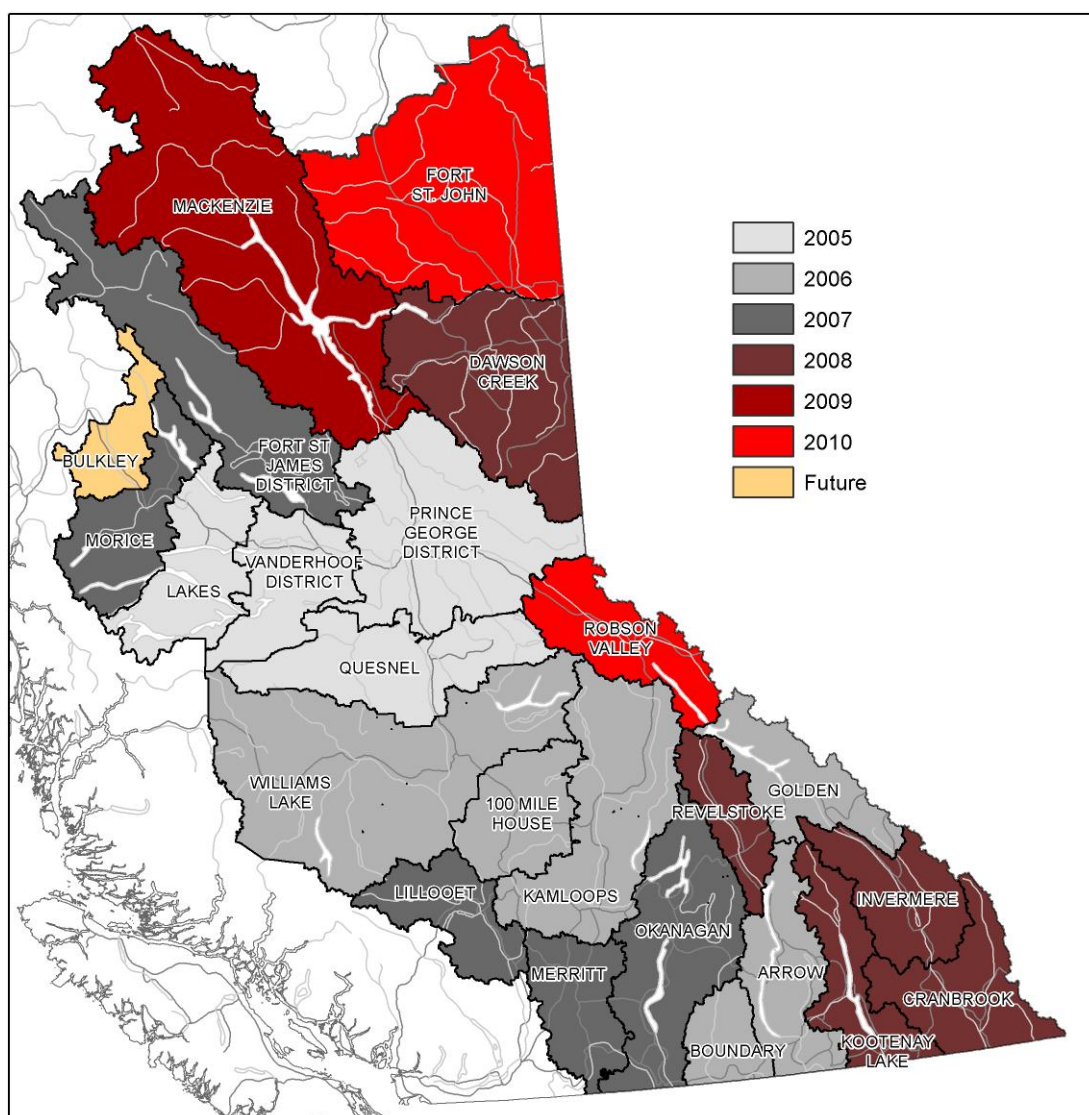 FORT
ST. JOHN
MACKENZIE
2005
2006
2007
2008
2009
2010
Future
DAWSON
CREEK
BULKLEY
FORT ST
JAMES
DISTRICT
PRINCE
GEORGE
DISTRICT
MORICE
VANDERHOOF
DISTRICT
LAKES
ROBSON
VALLEY
QUESNEL
WILLIAMS
LAKE
100 MILE
HOUSE
REVELSTOKE
GOLDEN
LILLOOET
KAMLOOPS
INVERMERE
OKANAGAN
MERRITT
ARROW
CRANBROOK
BOUNDARY
KOOTENAY
LAKE